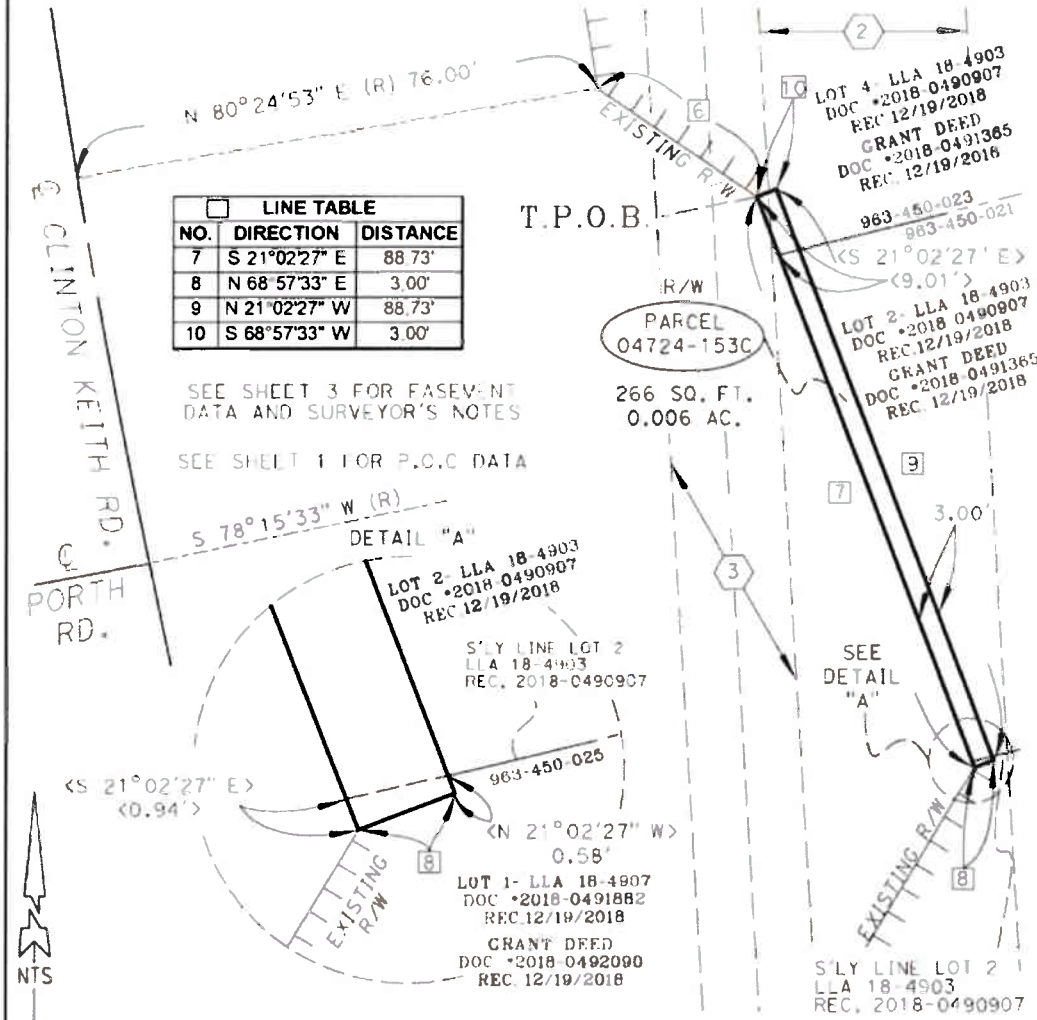 N 80°24'53" E (R) 76.00'
2
10
LOT 4- LLA 18-4903
DOC *2018-0490907
REC 12/19/2018
GRANT DEED
DOC *2018-0491365
REC. 12/19/2018
6
EXISTING R/W
℄ CLINTON KEITH RD.
LINE TABLE
NO. DIRECTION DISTANCE
7 S 21°02'27" E 88.73'
8 N 68°57'33" E 3.00'
9 N 21°02'27" W 88.73'
10 S 68°57'33" W 3.00'
T.P.O.B.
963-450-023
963-450-021
<S 21°02'27" E>
<9.01'>
R/W
PARCEL
04724-153C
266 SQ. FT.
0.006 AC.
LOT 2- LLA 18-4903
DOC *2018-0490907
REC.12/19/2018
GRANT DEED
DOC *2018-0491365
REC. 12/19/2018
SEE SHEET 3 FOR EASEMENT
DATA AND SURVEYOR'S NOTES
SEE SHEET 1 FOR P.O.C DATA
9
7
3.00'
3
S 78°15'33" W (R)
℄
PORTH
RD.
DETAIL "A"
LOT 2- LLA 18-4903
DOC *2018-0490907
REC 12/19/2018
S'LY LINE LOT 2
LLA 18-4903
REC. 2018-0490907
SEE
DETAIL
"A"
963-450-025
<S 21°02'27" E>
<0.94'>
<N 21°02'27" W>
0.58'
8
EXISTING
R/W
LOT 1- LLA 18-4907
DOC *2018-0491882
REC.12/19/2018
GRANT DEED
DOC *2018-0492090
REC. 12/19/2018
EXISTING R/W
8
S'LY LINE LOT 2
LLA 18-4903
REC. 2018-0490907
NTS